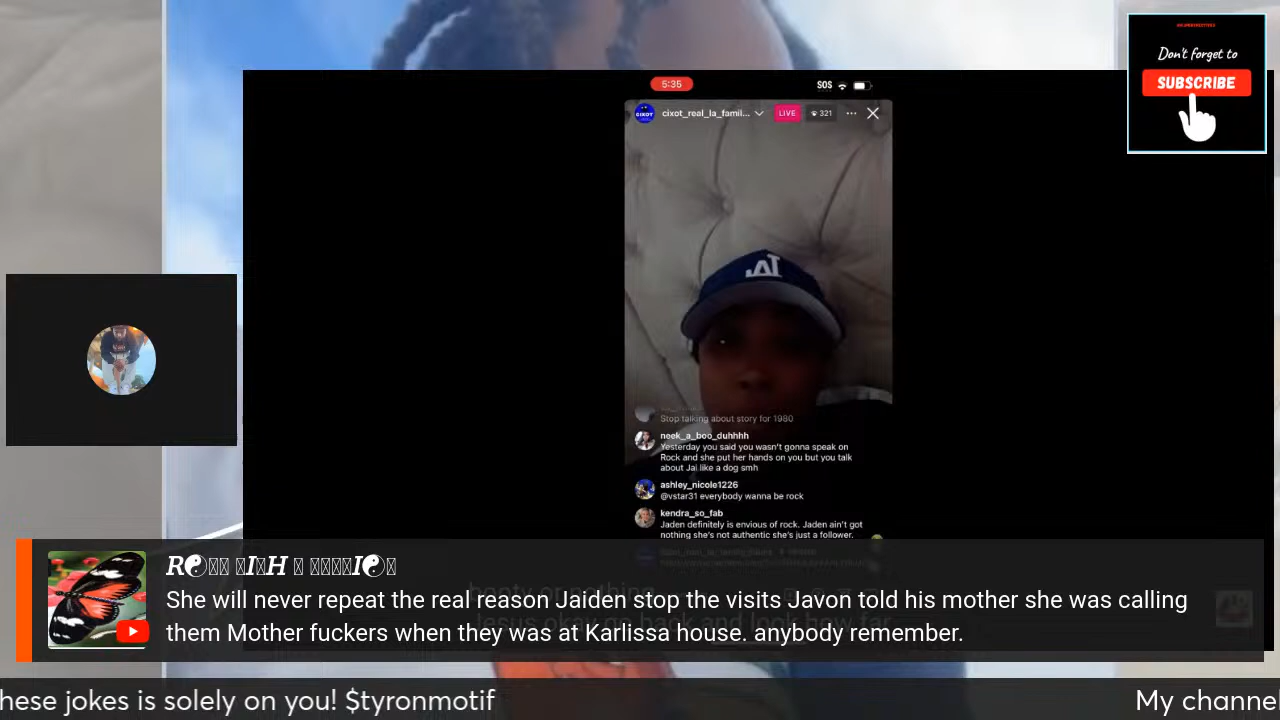 Don't forget to
SUBSCRIBE
5:35
SOS
CIXOT
cixot_real_la_famil...
LIVE
321
LA
Stop talking about story for 1980
neek_a_boo_duhhhh
Yesterday you said you wasn't gonna speak on
Rock and she put her hands on you but you talk
about Jai like a dog smh
ashley_nicole1226
@vstar31 everybody wanna be rock
kendra_so_fab
Jaden definitely is envious of rock. Jaden ain't got
nothing she's not authentic she's just a follower.
She will never repeat the real reason Jaiden stop the visits Javon told his mother she was calling
them Mother fuckers when they was at Karlissa house. anybody remember.
hese jokes is solely on you! $tyronmotif
My channel